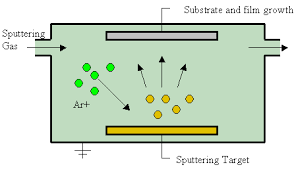 Substrate and film growth
Sputtering
Gas
Ar+
Sputtering Target